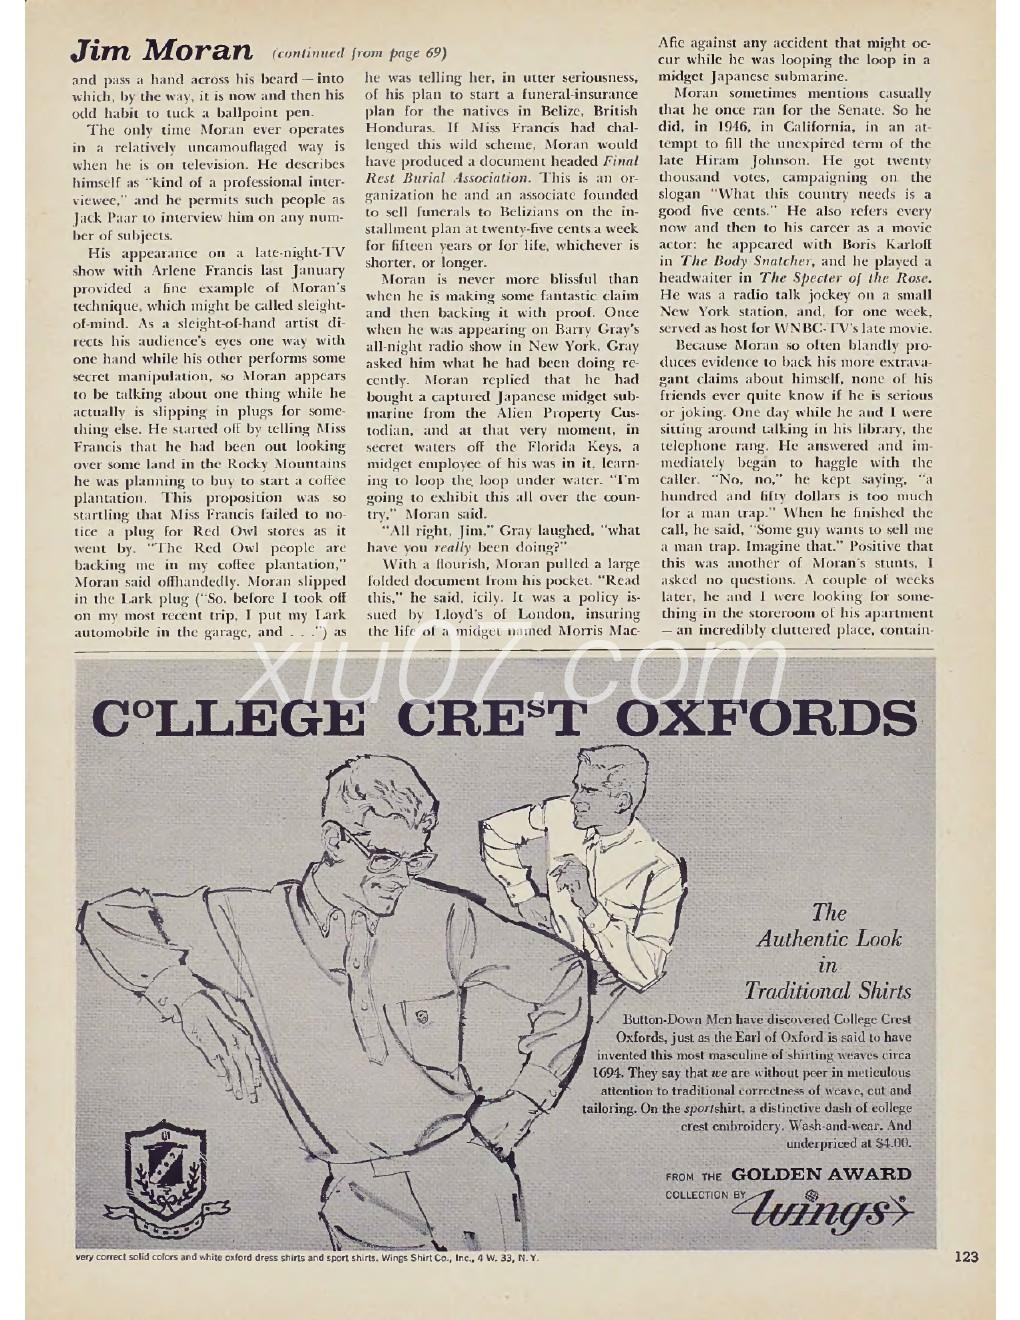 Jim Moran (continued from page 69)
and pass a hand across his beard — into
which, by the way, it is now and then his
odd habit to tuck a ballpoint pen.
The only time Moran ever operates
in a relatively uncamouflaged way is
when he is on television. He describes
himself as "kind of a professional inter-
viewee," and he permits such people as
Jack Paar to interview him on any num-
ber of subjects.
His appearance on a late-night-TV
show with Arlene Francis last January
provided a fine example of Moran's
technique, which might be called sleight-
of-mind. As a sleight-of-hand artist di-
rects his audience's eyes one way with
one hand while his other performs some
secret manipulation, so Moran appears
to be talking about one thing while he
actually is slipping in plugs for some-
thing else. He started off by telling Miss
Francis that he had been out looking
over some land in the Rocky Mountains
he was planning to buy to start a coffee
plantation. This proposition was so
startling that Miss Francis failed to no-
tice a plug for Red Owl stores as it
went by. "The Red Owl people are
backing me in my coffee plantation,"
Moran said offhandedly. Moran slipped
in the Lark plug ("So, before I took off
on my most recent trip, I put my Lark
automobile in the garage, and . . .") as
he was telling her, in utter seriousness,
of his plan to start a funeral-insurance
plan for the natives in Belize, British
Honduras. If Miss Francis had chal-
lenged this wild scheme, Moran would
have produced a document headed Final
Rest Burial Association. This is an or-
ganization he and an associate founded
to sell funerals to Belizians on the in-
stallment plan at twenty-five cents a week
for fifteen years or for life, whichever is
shorter, or longer.
Moran is never more blissful than
when he is making some fantastic claim
and then backing it with proof. Once
when he was appearing on Barry Gray's
all-night radio show in New York, Gray
asked him what he had been doing re-
cently. Moran replied that he had
bought a captured Japanese midget sub-
marine from the Alien Property Cus-
todian, and at that very moment, in
secret waters off the Florida Keys, a
midget employee of his was in it, learn-
ing to loop the loop under water. "I'm
going to exhibit this all over the coun-
try," Moran said.
"All right, Jim," Gray laughed, "what
have you really been doing?"
With a flourish, Moran pulled a large
folded document from his pocket. "Read
this," he said, icily. It was a policy is-
sued by Lloyd's of London, insuring
the life of a midget named Morris Mac-
Afie against any accident that might oc-
cur while he was looping the loop in a
midget Japanese submarine.
Moran sometimes mentions casually
that he once ran for the Senate. So he
did, in 1946, in California, in an at-
tempt to fill the unexpired term of the
late Hiram Johnson. He got twenty
thousand votes, campaigning on the
slogan "What this country needs is a
good five cents." He also refers every
now and then to his career as a movie
actor: he appeared with Boris Karloff
in The Body Snatcher, and he played a
headwaiter in The Specter of the Rose.
He was a radio talk jockey on a small
New York station, and, for one week,
served as host for WNBC-TV's late movie.
Because Moran so often blandly pro-
duces evidence to back his more extrava-
gant claims about himself, none of his
friends ever quite know if he is serious
or joking. One day while he and I were
sitting around talking in his library, the
telephone rang. He answered and im-
mediately began to haggle with the
caller. "No, no," he kept saying, "a
hundred and fifty dollars is too much
for a man trap." When he finished the
call, he said, "Some guy wants to sell me
a man trap. Imagine that." Positive that
this was another of Moran's stunts, I
asked no questions. A couple of weeks
later, he and I were looking for some-
thing in the storeroom of his apartment
— an incredibly cluttered place, contain-
xiu07.com
COLLEGE CREST OXFORDS
The
Authentic Look
in
Traditional Shirts
Button-Down Men have discovered College Crest
Oxfords, just as the Earl of Oxford is said to have
invented this most masculine of shirting weaves circa
1694. They say that we are without peer in meticulous
attention to traditional correctness of weave, cut and
tailoring. On the sportshirt, a distinctive dash of college
crest embroidery. Wash-and-wear. And
underpriced at $4.00.
FROM THE GOLDEN AWARD
COLLECTION BY Wings
very correct solid colors and white oxford dress shirts and sport shirts. Wings Shirt Co., Inc., 4 W. 33, N. Y.
123